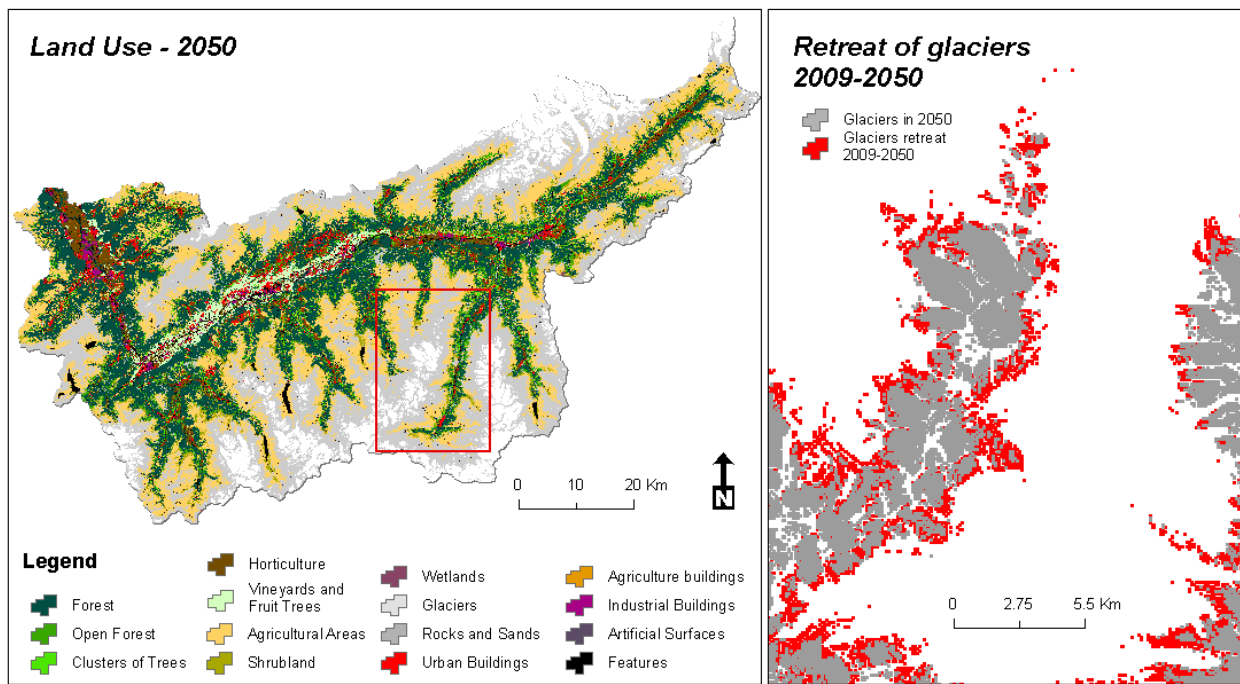 Land Use - 2050
0 10 20 Km
N
Legend
Forest
Open Forest
Clusters of Trees
Horticulture
Vineyards and
Fruit Trees
Agricultural Areas
Shrubland
Wetlands
Glaciers
Rocks and Sands
Urban Buildings
Agriculture buildings
Industrial Buildings
Artificial Surfaces
Features
Retreat of glaciers
2009-2050
Glaciers in 2050
Glaciers retreat
2009-2050
0 2.75 5.5 Km